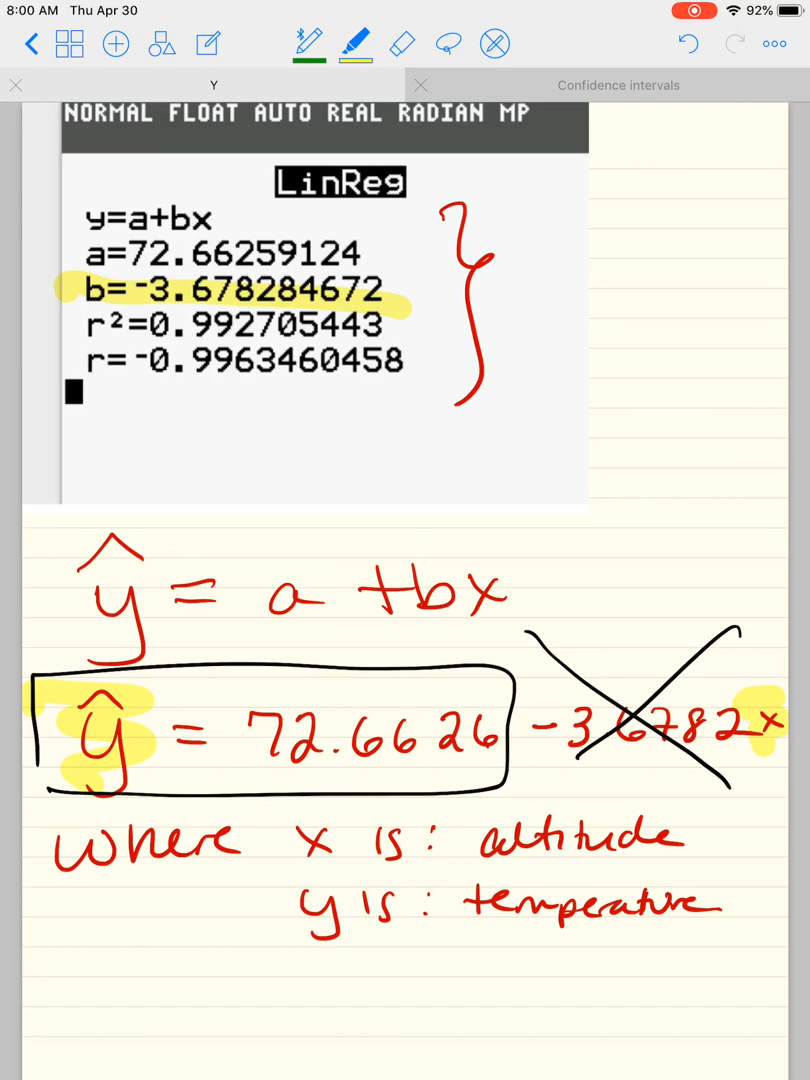 8:00 AM Thu Apr 30 92%
Y Confidence intervals
NORMAL FLOAT AUTO REAL RADIAN MP
LinReg
y=a+bx
a=72.66259124
b=-3.678284672
r²=0.992705443
r=-0.9963460458
ŷ = a + bx
ŷ = 72.6626 - 3.6782x
where x is: altitude
y is: temperature